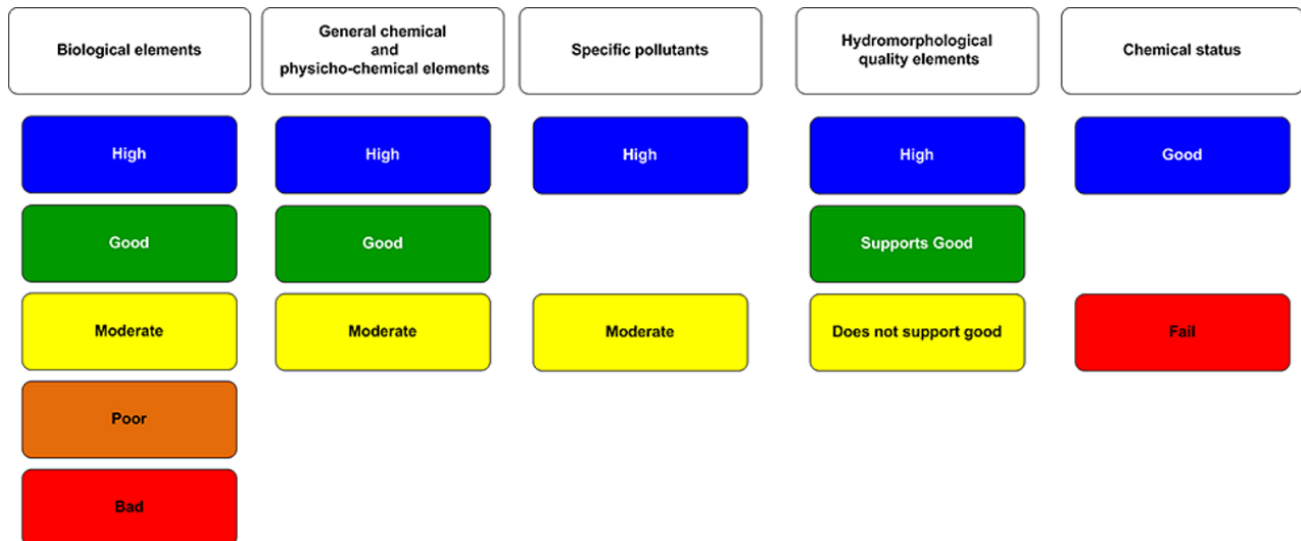 Biological elements
General chemical
and
physicho-chemical elements
Specific pollutants
Hydromorphological
quality elements
Chemical status
High
High
High
High
Good
Good
Good
Supports Good
Moderate
Moderate
Moderate
Does not support good
Fail
Poor
Bad